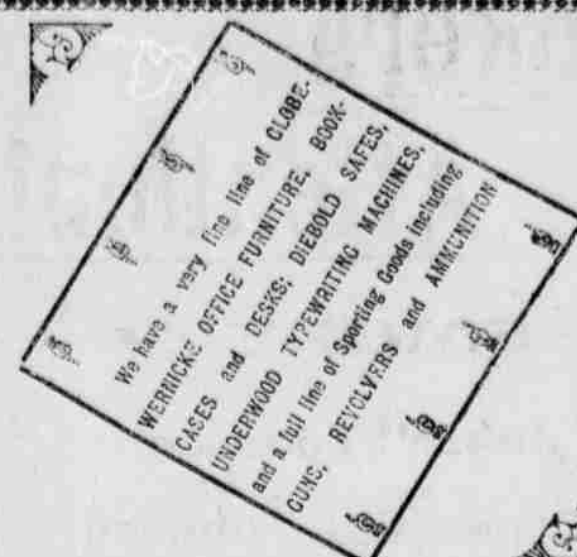 We have a very fine line of GLOBE-
WERNICKE OFFICE FURNITURE, BOOK-
CASES and DESKS; DIEBOLD SAFES,
UNDERWOOD TYPEWRITING MACHINES,
and a full line of Sporting Goods including
GUNS, REVOLVERS and AMMUNITION